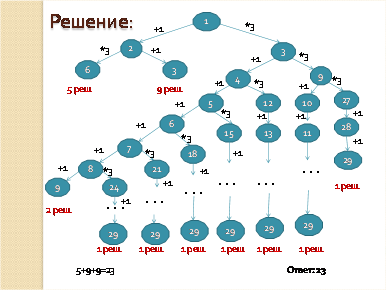 Решение:
1
+1 *3
2 3
*3 +1 +1 *3
6 3 4 9
5 реш. 9 реш. +1 *3 +1 *3
5 12 10 27
+1 *3 +1 +1 +1
6 15 13 11 28
+1 *3 +1 +1
7 18 ... ... 29
+1 *3 +1 1 реш.
8 21 ...
+1 *3 +1
9 24 ...
2 реш. ... +1
29 29 29 29 29 29
1 реш. 1 реш. 1 реш. 1 реш. 1 реш. 1 реш.
5+9+9=23 Ответ: 23